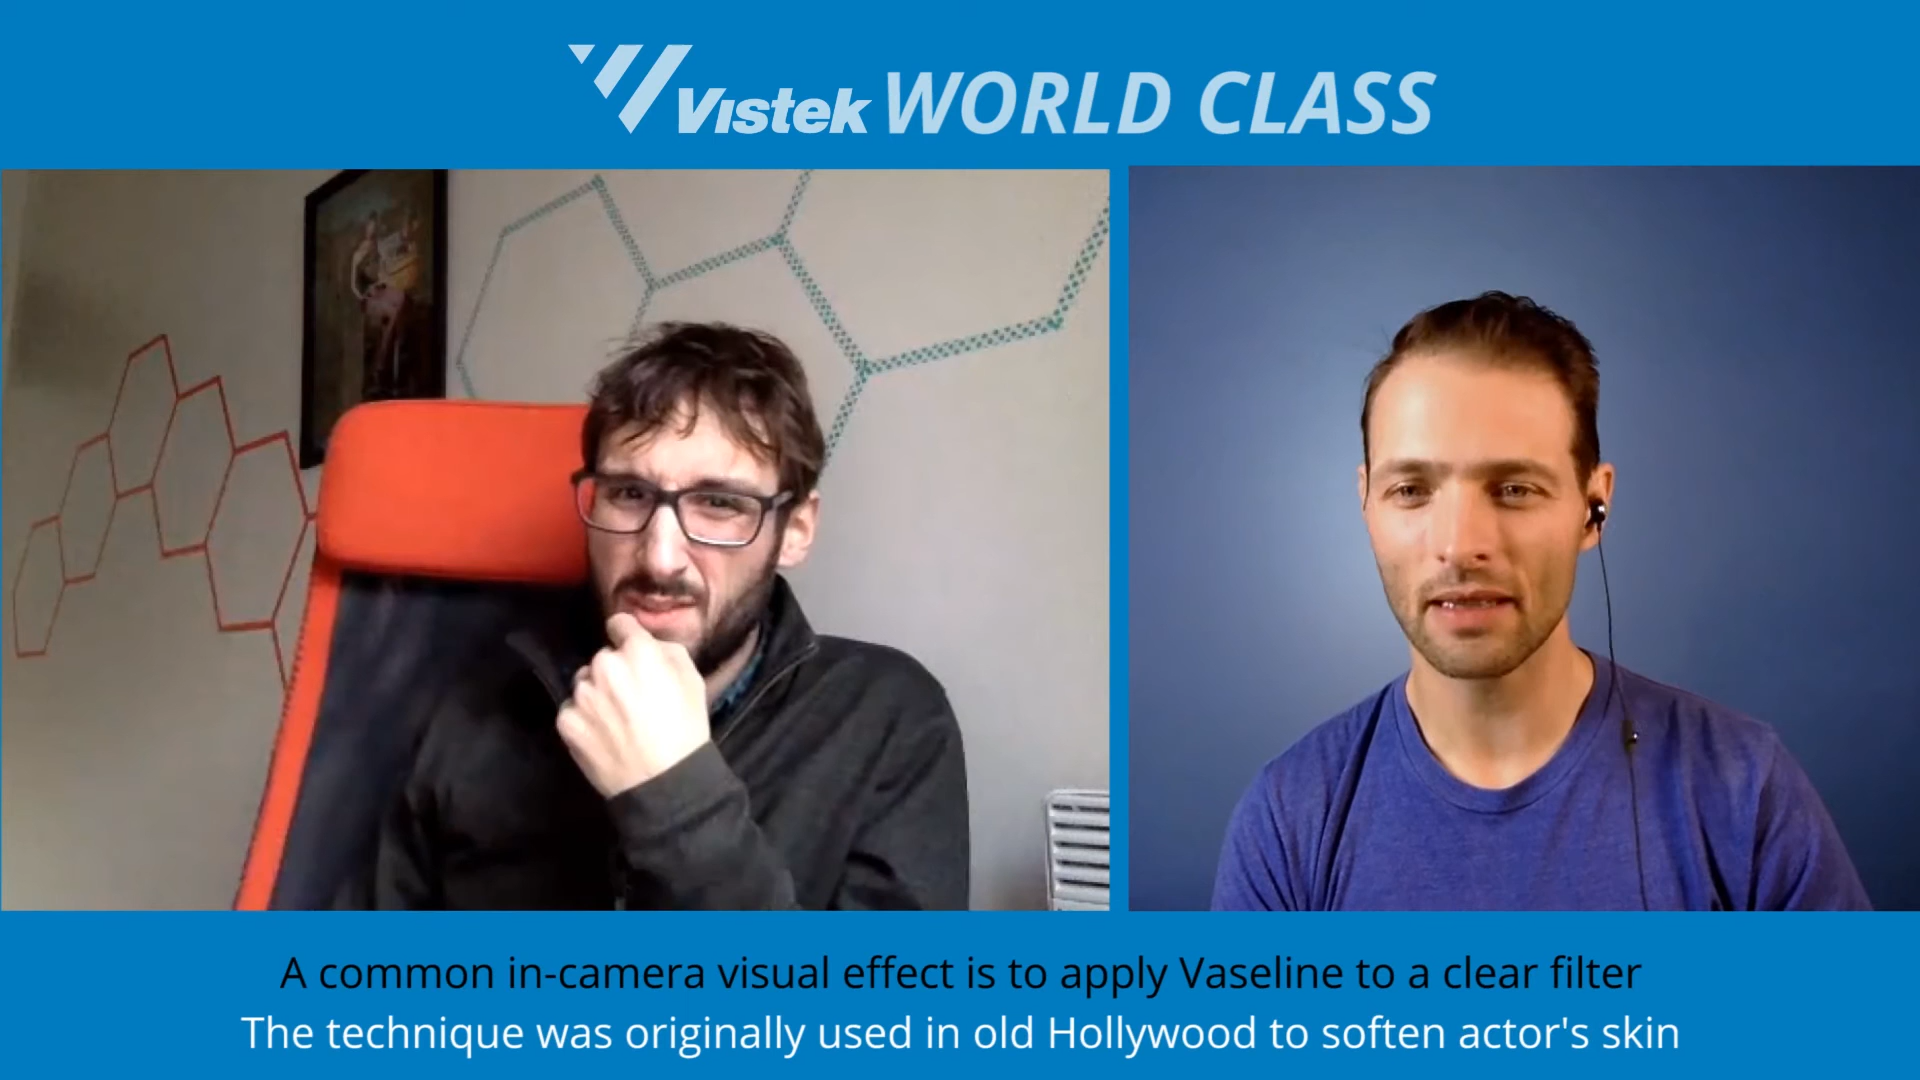 Vistek WORLD CLASS
A common in-camera visual effect is to apply Vaseline to a clear filter
The technique was originally used in old Hollywood to soften actor's skin